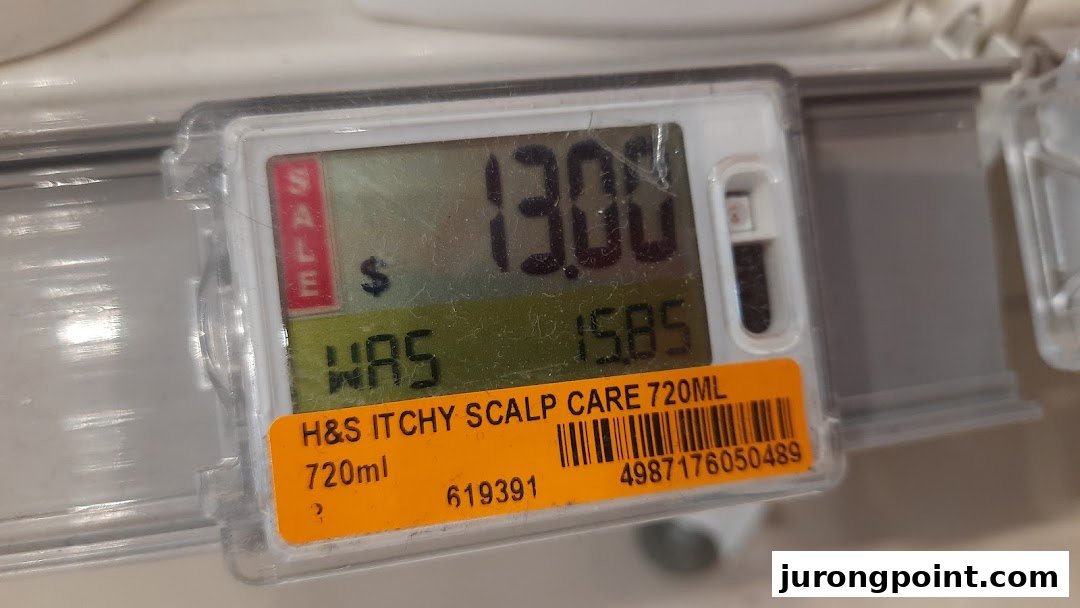 SALE
$ 13.00
WAS 15.85
H&S ITCHY SCALP CARE 720ML
720ml
619391
4987176050489
jurongpoint.com